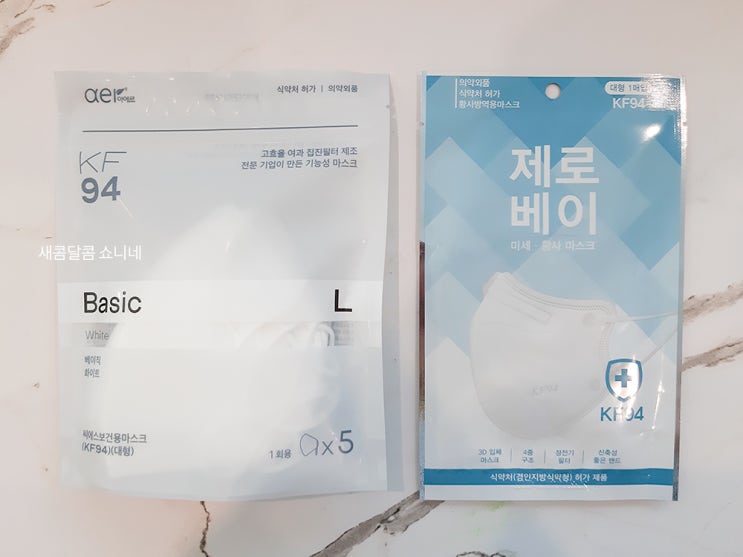 aer 아에르
식약처 허가 | 의약외품
KF
94
고효율 여과 집진필터 제조
전문 기업이 만든 기능성 마스크
새콤달콤 쇼니네
Basic L
White
베이직
화이트
씨에스보건용마스크
(KF94)(대형)
1회용
x 5
의약외품
식약처 허가
황사방역용마스크
대형 1매입
KF94
제로
베이
미세·황사 마스크
KF94
KF94
3D 입체
마스크
4중
구조
정전기
필터
신축성
좋은 밴드
식약처(경인지방식약청) 허가 제품